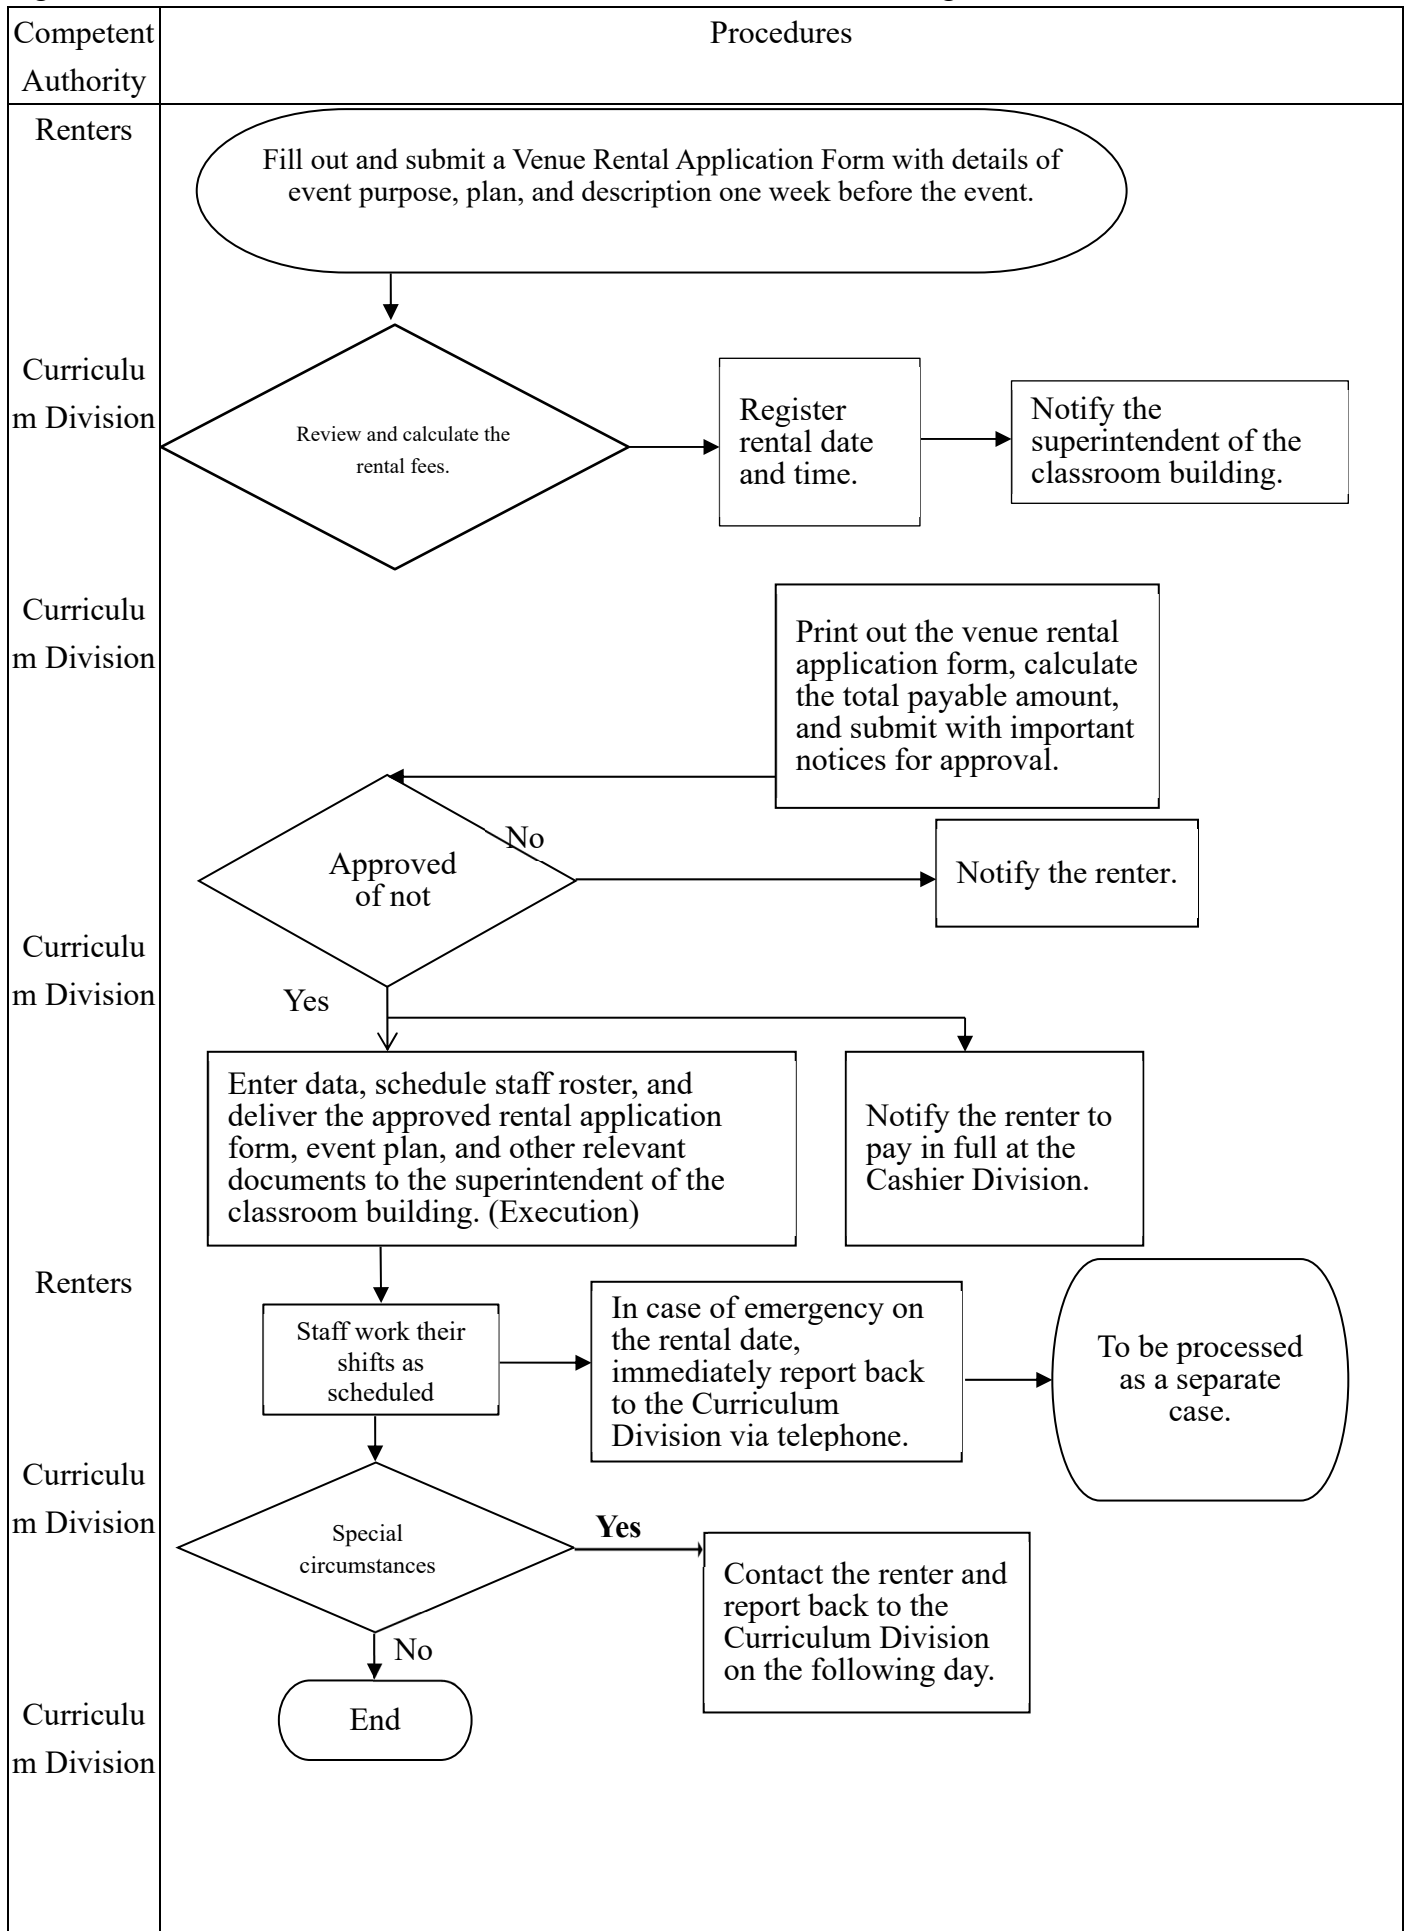 Competent
Authority
Procedures
Renters
Fill out and submit a Venue Rental Application Form with details of
event purpose, plan, and description one week before the event.
Curriculu
m Division
Review and calculate the
rental fees.
Register
rental date
and time.
Notify the
superintendent of the
classroom building.
Curriculu
m Division
Print out the venue rental
application form, calculate
the total payable amount,
and submit with important
notices for approval.
No
Approved
of not
Notify the renter.
Curriculu
m Division
Yes
Enter data, schedule staff roster, and
deliver the approved rental application
form, event plan, and other relevant
documents to the superintendent of the
classroom building. (Execution)
Notify the renter to
pay in full at the
Cashier Division.
Renters
Staff work their
shifts as
scheduled
In case of emergency on
the rental date,
immediately report back
to the Curriculum
Division via telephone.
To be processed
as a separate
case.
Curriculu
m Division
Special
circumstances
Yes
Contact the renter and
report back to the
Curriculum Division
on the following day.
No
End
Curriculu
m Division